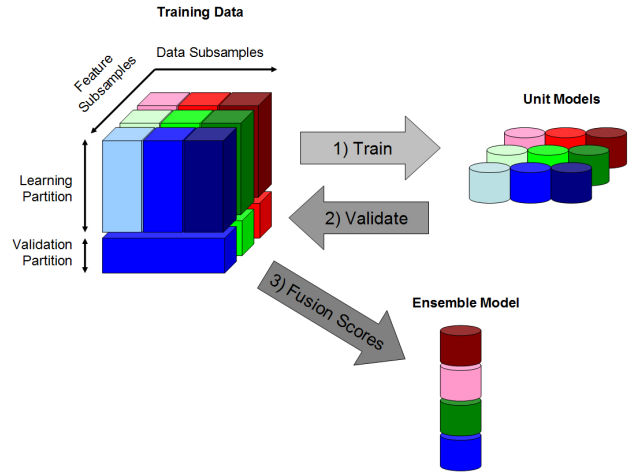 Training Data
Data Subsamples
Feature
Subsamples
Unit Models
1) Train
Learning
Partition
2) Validate
Validation
Partition
3) Fusion Scores
Ensemble Model